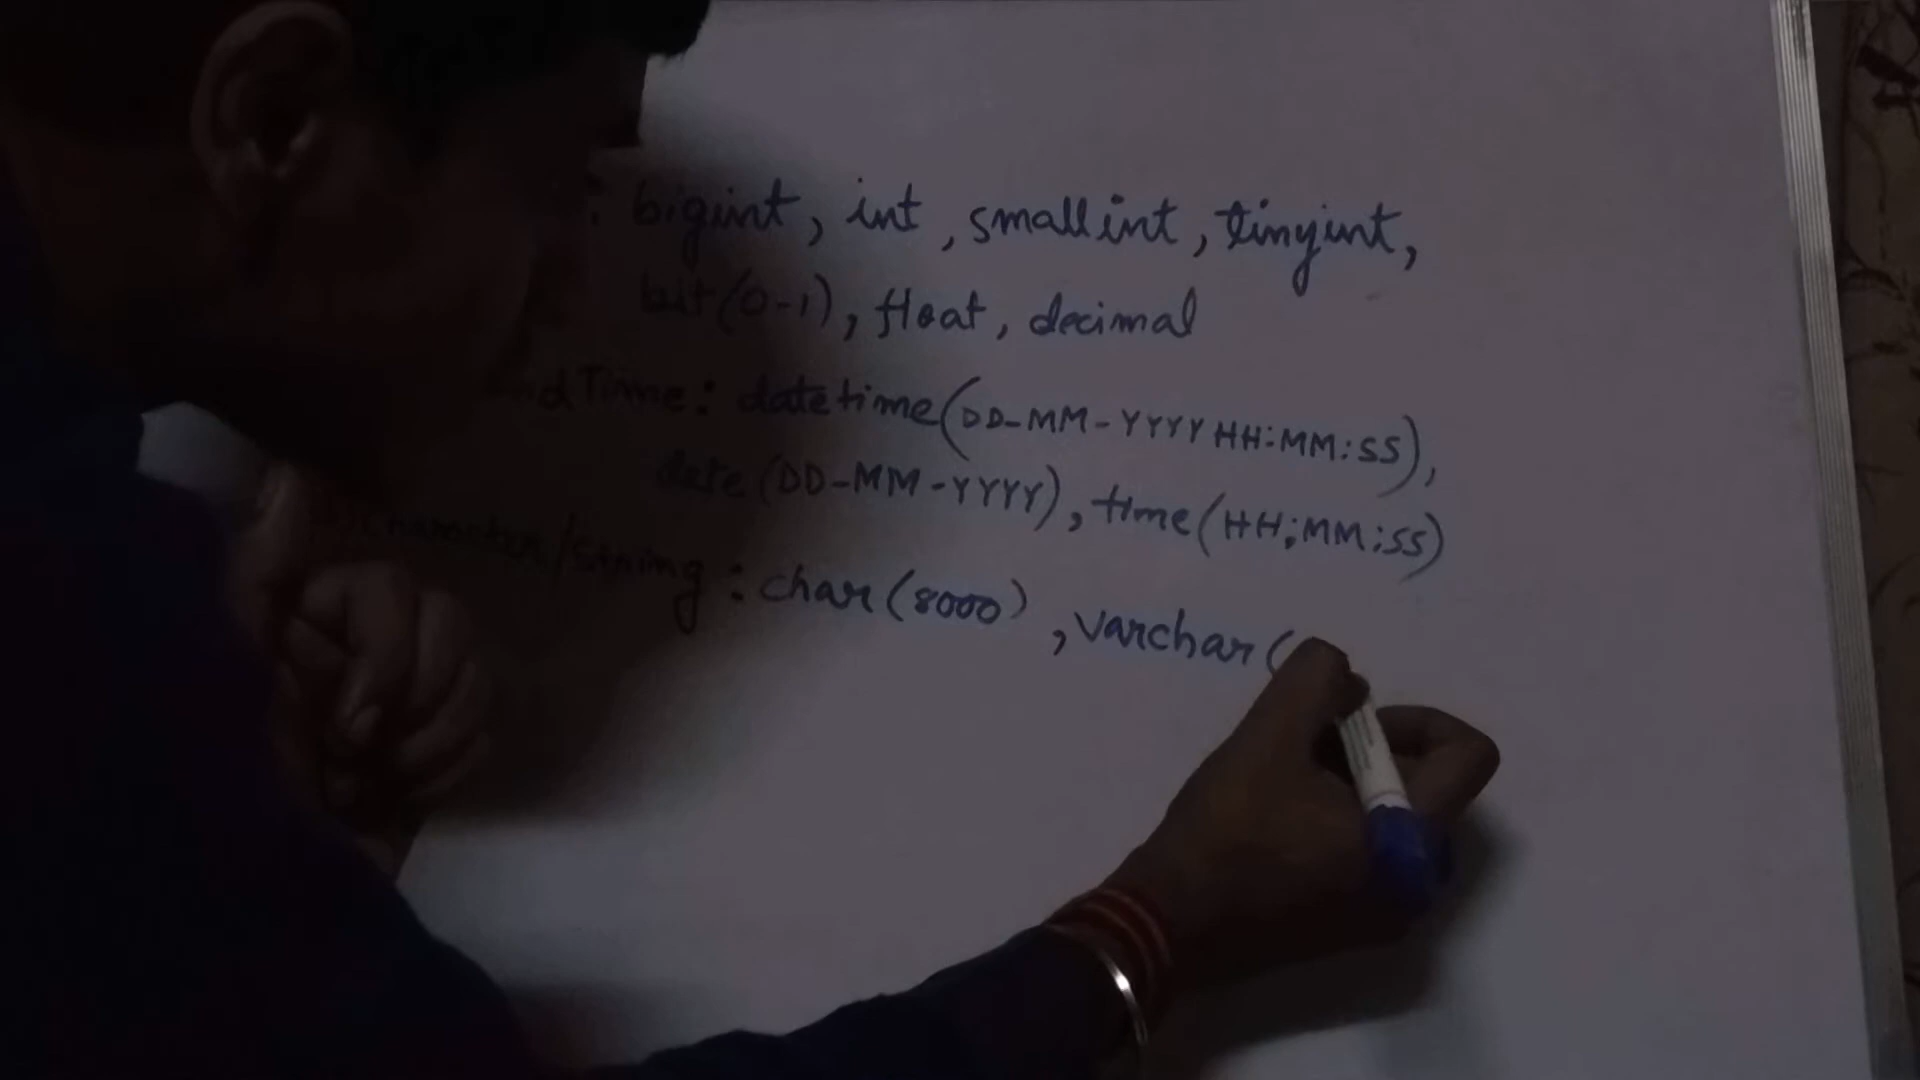 : bigint, int, smallint, tinyint,
bit(0-1), float, decimal
Time: datetime(DD-MM-YYYY HH:MM:SS),
date(DD-MM-YYYY), time(HH:MM:SS)
Character/String: char(8000), varchar(